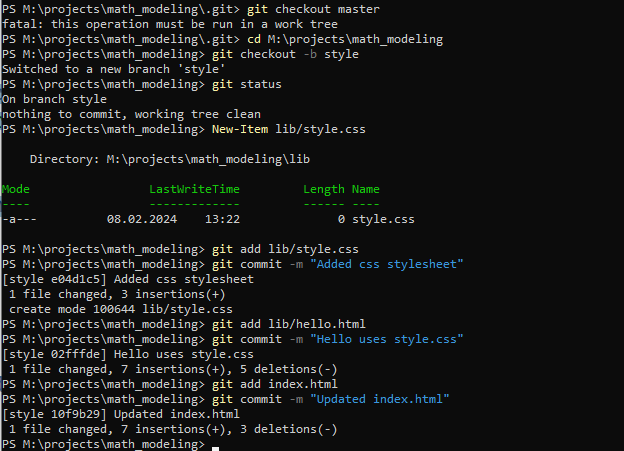 PS M:\projects\math_modeling\.git> git checkout master
fatal: this operation must be run in a work tree
PS M:\projects\math_modeling\.git> cd M:\projects\math_modeling
PS M:\projects\math_modeling> git checkout -b style
Switched to a new branch 'style'
PS M:\projects\math_modeling> git status
On branch style
nothing to commit, working tree clean
PS M:\projects\math_modeling> New-Item lib/style.css
Directory: M:\projects\math_modeling\lib
Mode                LastWriteTime         Length Name
----                -------------         ------ ----
-a---         08.02.2024    13:22              0 style.css
PS M:\projects\math_modeling> git add lib/style.css
PS M:\projects\math_modeling> git commit -m "Added css stylesheet"
[style e04d1c5] Added css stylesheet
1 file changed, 3 insertions(+)
create mode 100644 lib/style.css
PS M:\projects\math_modeling> git add lib/hello.html
PS M:\projects\math_modeling> git commit -m "Hello uses style.css"
[style 02fffde] Hello uses style.css
1 file changed, 7 insertions(+), 5 deletions(-)
PS M:\projects\math_modeling> git add index.html
PS M:\projects\math_modeling> git commit -m "Updated index.html"
[style 10f9b29] Updated index.html
1 file changed, 7 insertions(+), 3 deletions(-)
PS M:\projects\math_modeling>